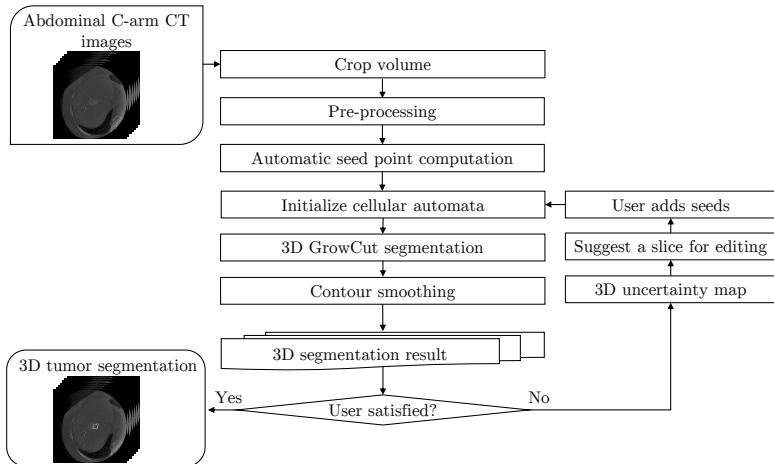 Abdominal C-arm CT
images
Crop volume
Pre-processing
Automatic seed point computation
Initialize cellular automata
User adds seeds
3D GrowCut segmentation
Suggest a slice for editing
Contour smoothing
3D uncertainty map
3D segmentation result
3D tumor segmentation
User satisfied?
Yes
No